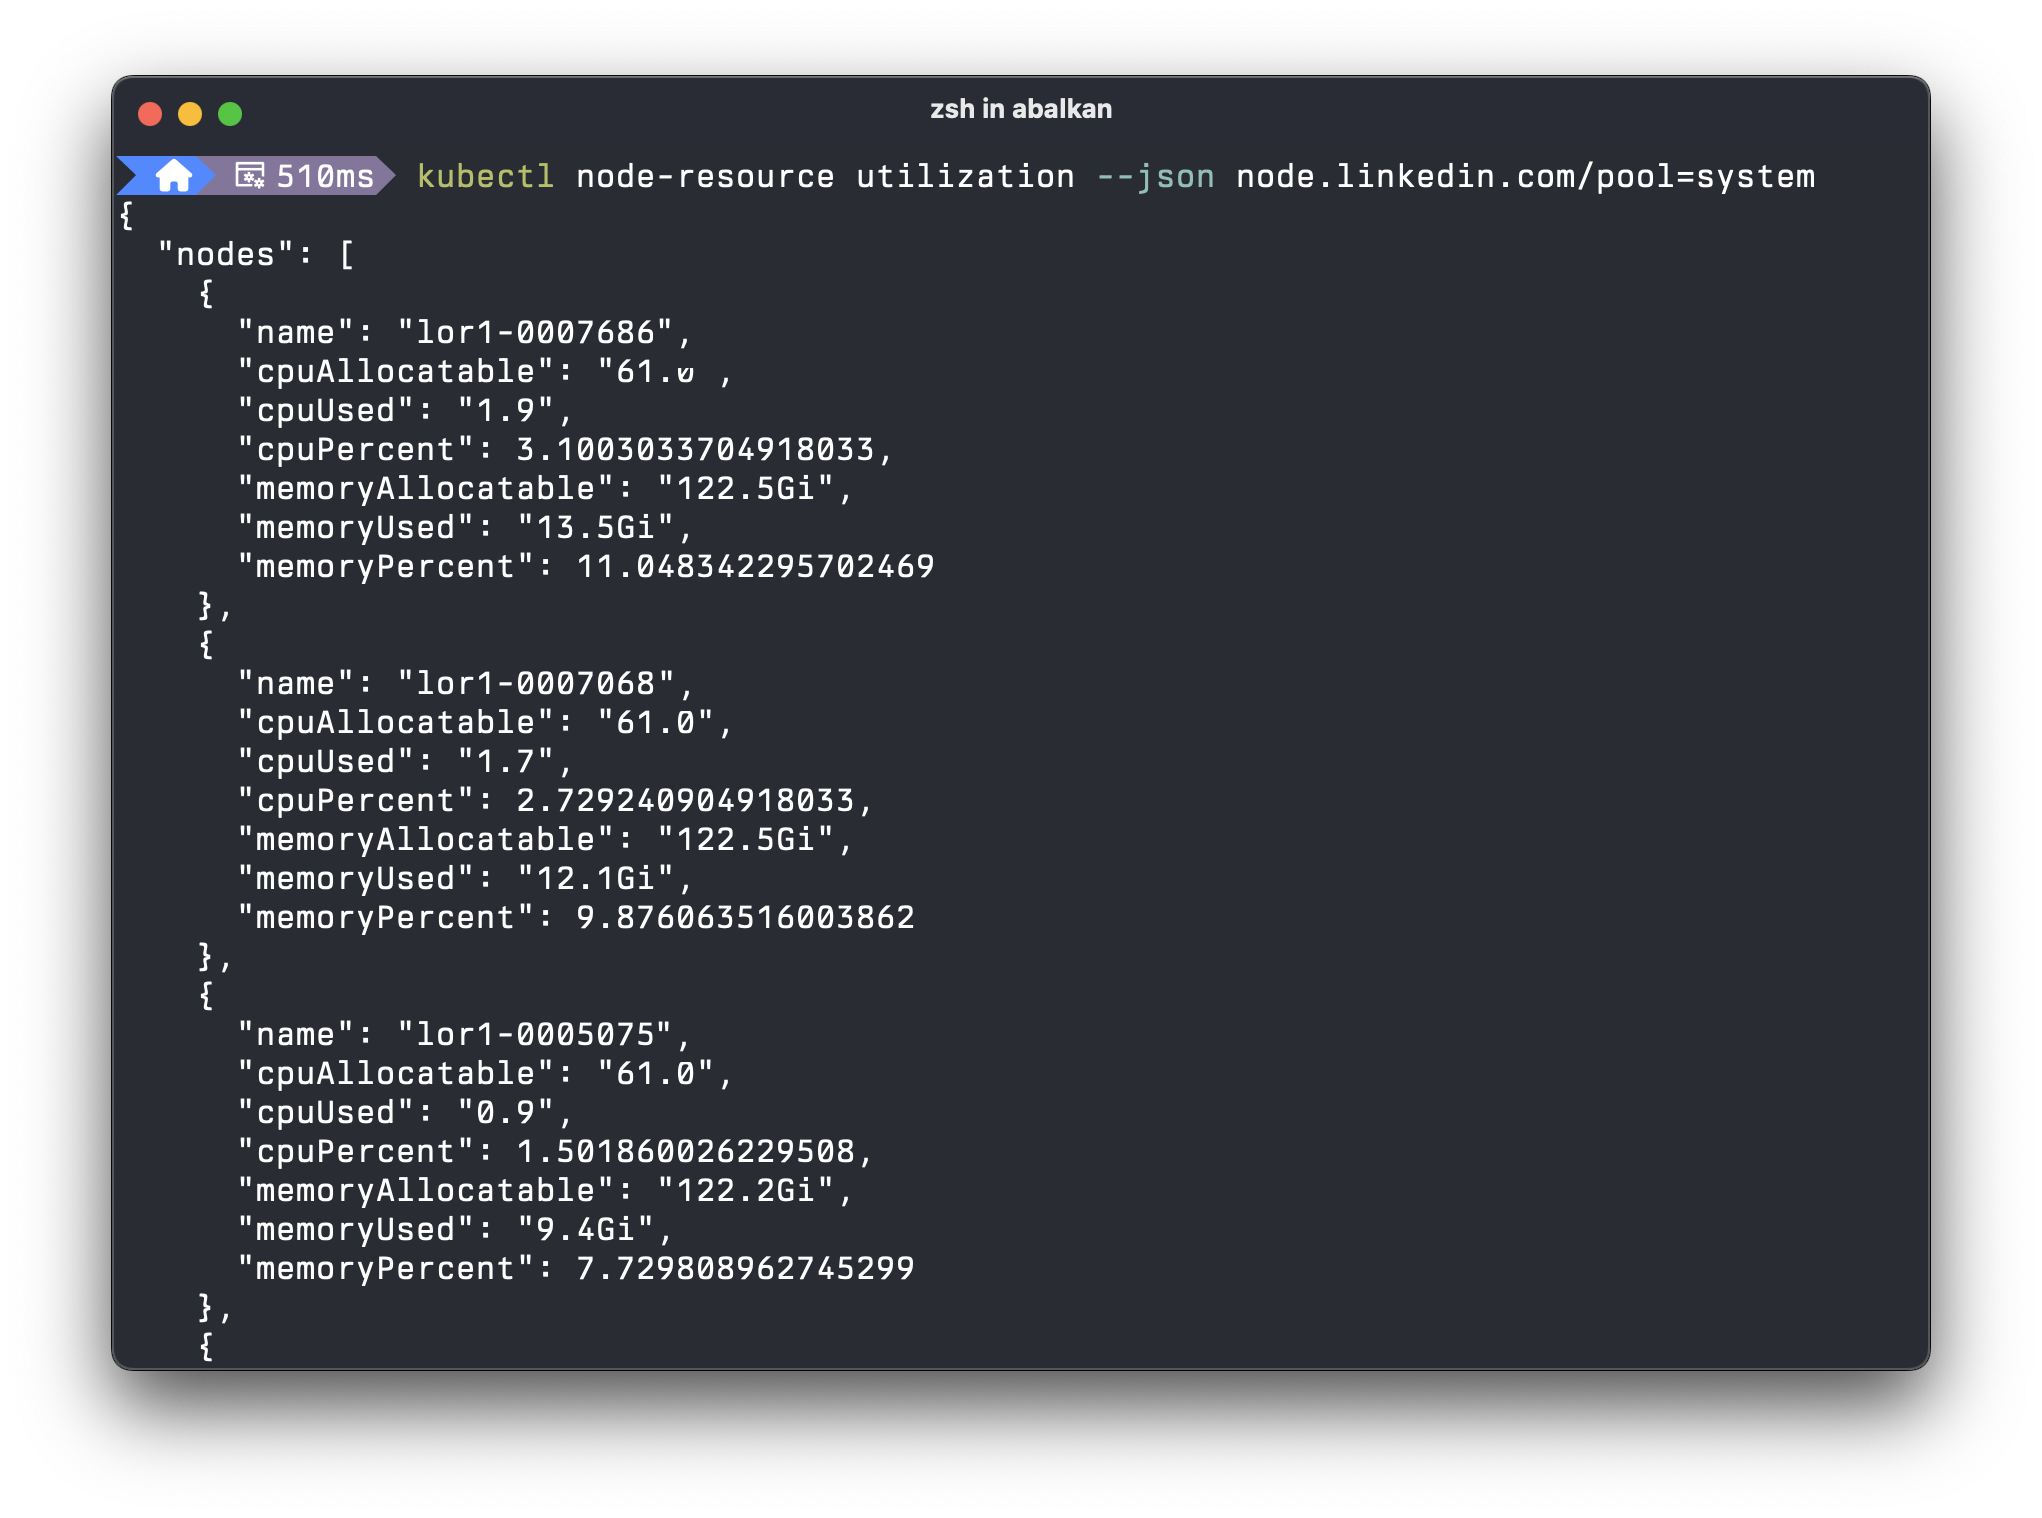 zsh in abalkan
510ms kubectl node-resource utilization --json node.linkedin.com/pool=system
{
  "nodes": [
    {
      "name": "lor1-0007686",
      "cpuAllocatable":
      "cpuUsed": "1.9",
      "cpuPercent": 3.1003033704918033,
      "memoryAllocatable": "122.5Gi",
      "memoryUsed": "13.5Gi",
      "memoryPercent": 11.048342295702469
    },
    {
      "name": "lor1-0007068",
      "cpuAllocatable": "61.0",
      "cpuUsed": "1.7",
      "cpuPercent": 2.729240904918033,
      "memoryAllocatable": "122.5Gi",
      "memoryUsed": "12.1Gi",
      "memoryPercent": 9.876063516003862
    },
    {
      "name": "lor1-0005075",
      "cpuAllocatable": "61.0",
      "cpuUsed": "0.9",
      "cpuPercent": 1.501860026229508,
      "memoryAllocatable": "122.2Gi",
      "memoryUsed": "9.4Gi",
      "memoryPercent": 7.729808962745299
    },
    {